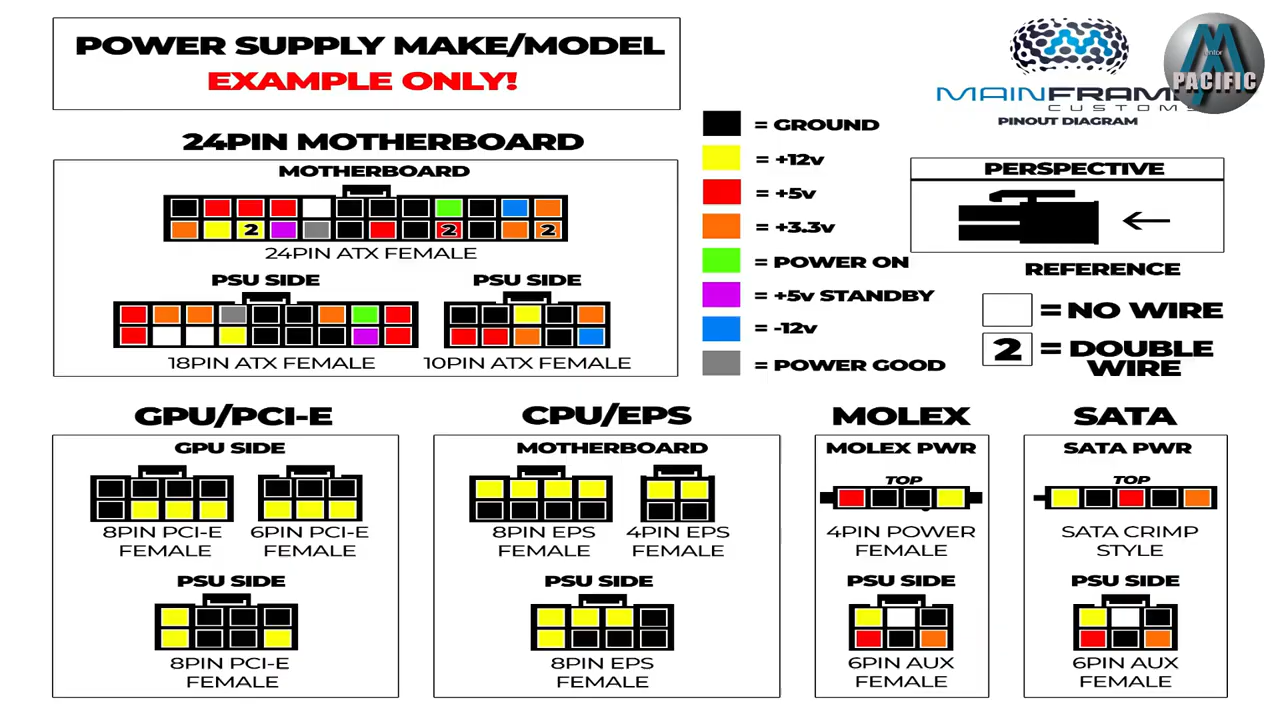 POWER SUPPLY MAKE/MODEL
EXAMPLE ONLY!
MAINFRAM
CUSTOMS
PINOUT DIAGRAM
M
entor
PACIFIC
24PIN MOTHERBOARD
MOTHERBOARD
2
2
2
24PIN ATX FEMALE
PSU SIDE
18PIN ATX FEMALE
PSU SIDE
10PIN ATX FEMALE
= GROUND
= +12v
= +5v
= +3.3v
= POWER ON
= +5v STANDBY
= -12v
= POWER GOOD
PERSPECTIVE
REFERENCE
= NO WIRE
2 = DOUBLE
WIRE
GPU/PCI-E
GPU SIDE
8PIN PCI-E
FEMALE
6PIN PCI-E
FEMALE
PSU SIDE
8PIN PCI-E
FEMALE
CPU/EPS
MOTHERBOARD
8PIN EPS
FEMALE
4PIN EPS
FEMALE
PSU SIDE
8PIN EPS
FEMALE
MOLEX
MOLEX PWR
TOP
4PIN POWER
FEMALE
PSU SIDE
6PIN AUX
FEMALE
SATA
SATA PWR
TOP
SATA CRIMP
STYLE
PSU SIDE
6PIN AUX
FEMALE